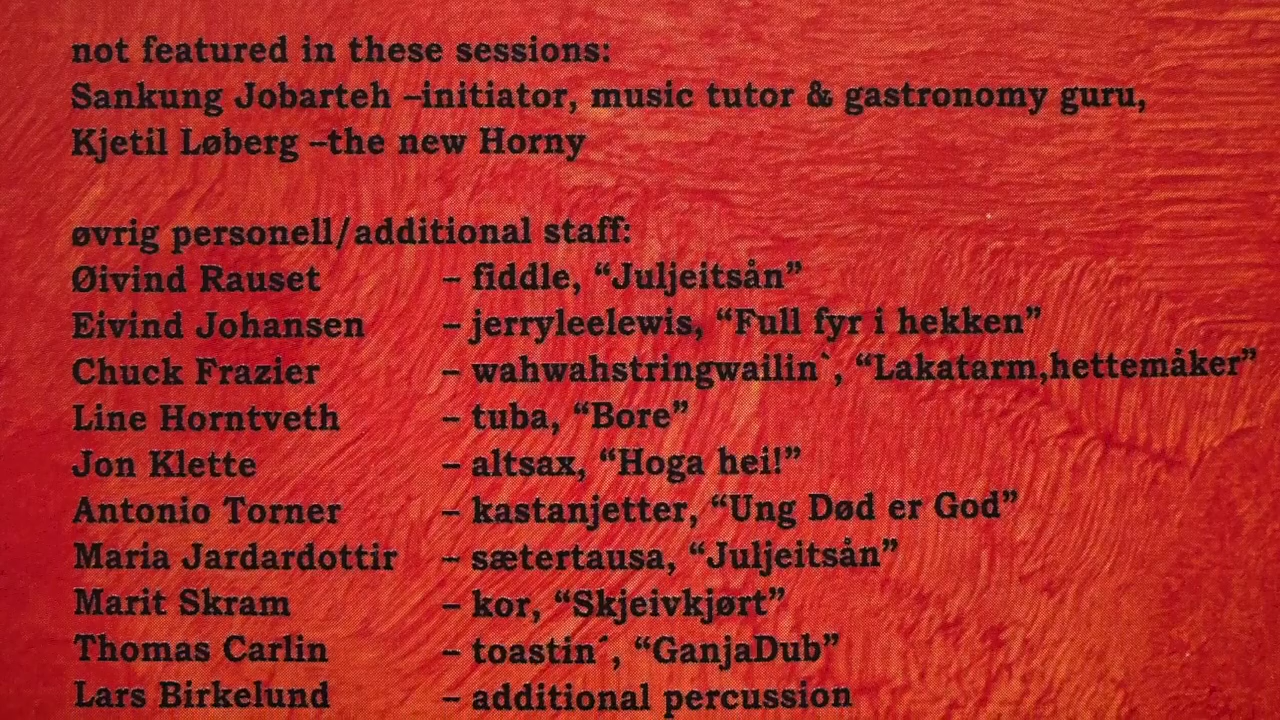 not featured in these sessions:
Sankung Jobarteh –initiator, music tutor & gastronomy guru,
Kjetil Løberg –the new Horny
øvrig personell/additional staff:
Øivind Rauset – fiddle, “Juljeitsån”
Eivind Johansen – jerryleelewis, “Full fyr i hekken”
Chuck Frazier – wahwahstringwailin`, “Lakatarm,hettemåker”
Line Horntveth – tuba, “Bore”
Jon Klette – altsax, “Hoga hei!”
Antonio Torner – kastanjetter, “Ung Død er God”
Maria Jardardottir – sætertausa, “Juljeitsån”
Marit Skram – kor, “Skjeivkjørt”
Thomas Carlin – toastin´, “GanjaDub”
Lars Birkelund – additional percussion